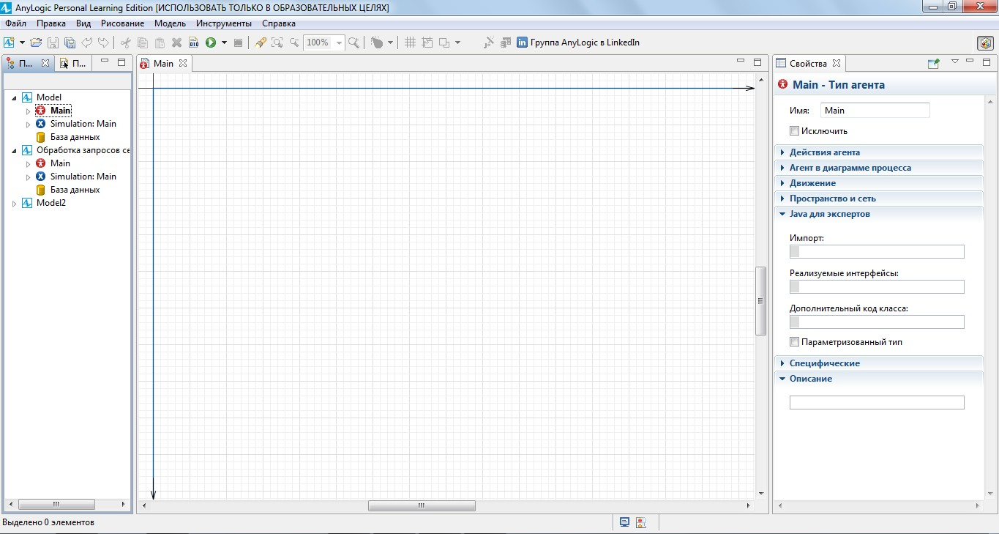 AnyLogic Personal Learning Edition [ИСПОЛЬЗОВАТЬ ТОЛЬКО В ОБРАЗОВАТЕЛЬНЫХ ЦЕЛЯХ]
Файл Правка Вид Рисование Модель Инструменты Справка
100% Группа AnyLogic в LinkedIn
П... П...
Model
Main
Simulation: Main
База данных
Обработка запросов се
Main
Simulation: Main
База данных
Model2
Main
Свойства
Main - Тип агента
Имя: Main
Исключить
Действия агента
Агент в диаграмме процесса
Движение
Пространство и сеть
Java для экспертов
Импорт:
Реализуемые интерфейсы:
Дополнительный код класса:
Параметризованный тип
Специфические
Описание
Выделено 0 элементов